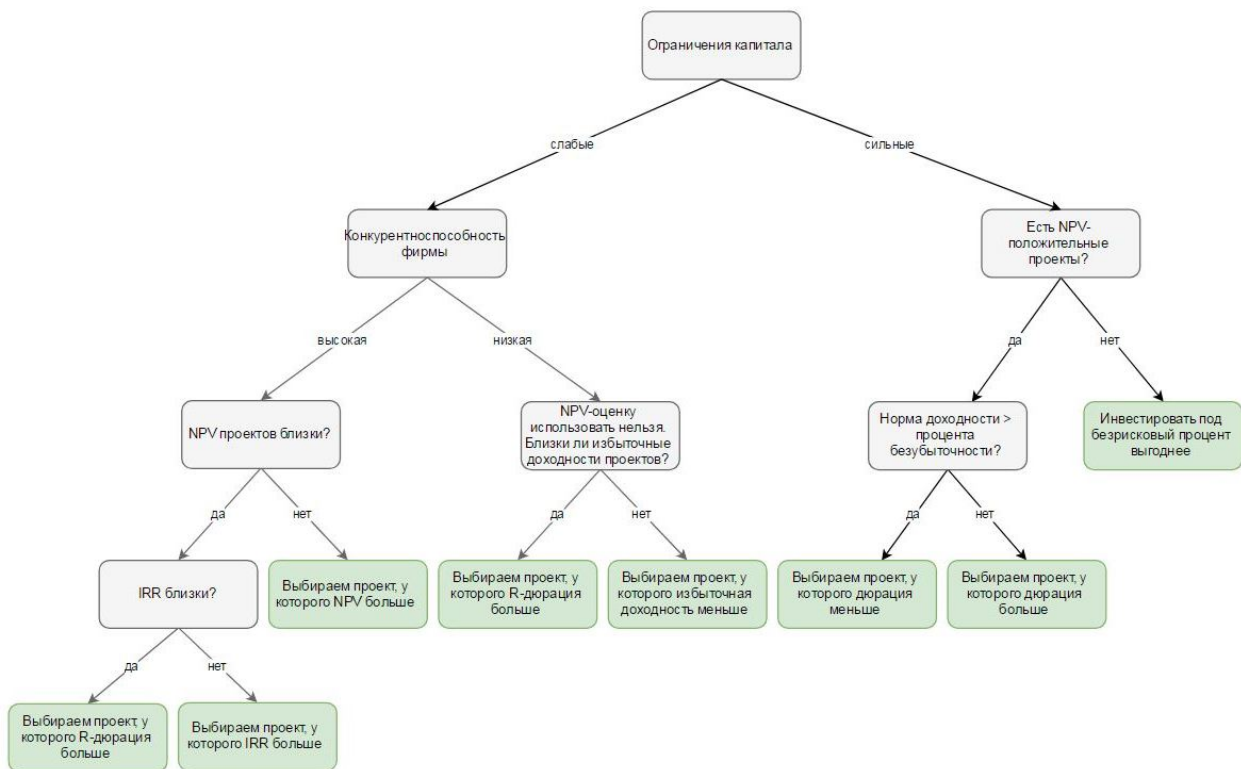 Ограничения капитала
слабые
сильные
Конкурентноспособность
фирмы
Есть NPV-
положительные
проекты?
высокая
низкая
да
нет
NPV проектов близки?
NPV-оценку
использовать нельзя.
Близки ли избыточные
доходности проектов?
Норма доходности >
процента
безубыточности?
Инвестировать под
безрисковый процент
выгоднее
да
нет
да
нет
да
нет
IRR близки?
Выбираем проект, у
которого NPV больше
Выбираем проект, у
которого R-дюрация
больше
Выбираем проект, у
которого избыточная
доходность меньше
Выбираем проект, у
которого дюрация
меньше
Выбираем проект, у
которого дюрация
больше
да
нет
Выбираем проект, у
которого R-дюрация
больше
Выбираем проект, у
которого IRR больше